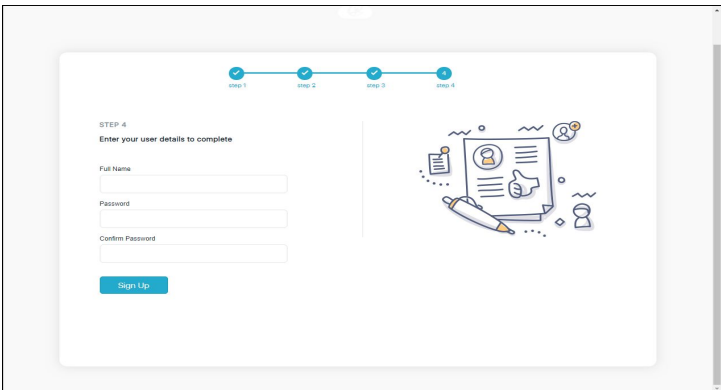 4
step 1 step 2 step 3 step 4
STEP 4
Enter your user details to complete
Full Name
Password
Confirm Password
Sign Up